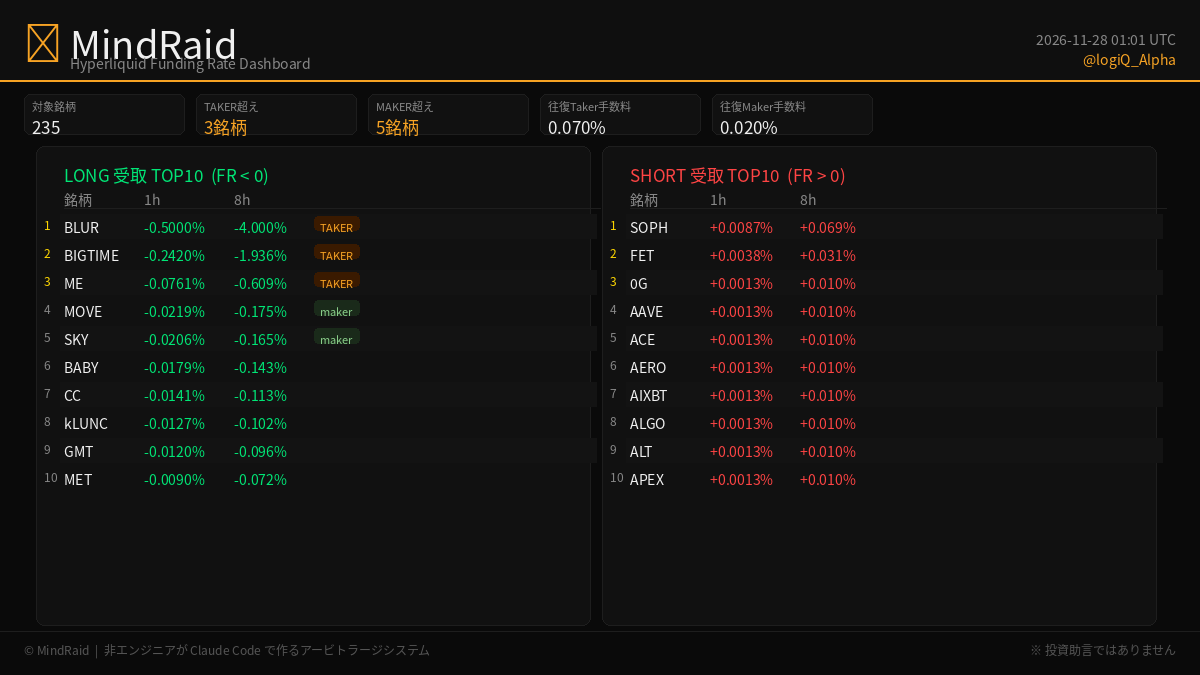 MindRaid
Hyperliquid Funding Rate Dashboard
2026-11-28 01:01 UTC
@logiQ_Alpha
対象銘柄
235
TAKER超え
3銘柄
MAKER超え
5銘柄
往復Taker手数料
0.070%
往復Maker手数料
0.020%
LONG 受取 TOP10 (FR < 0)
銘柄 1h 8h
1 BLUR -0.5000% -4.000% TAKER
2 BIGTIME -0.2420% -1.936% TAKER
3 ME -0.0761% -0.609% TAKER
4 MOVE -0.0219% -0.175% maker
5 SKY -0.0206% -0.165% maker
6 BABY -0.0179% -0.143%
7 CC -0.0141% -0.113%
8 kLUNC -0.0127% -0.102%
9 GMT -0.0120% -0.096%
10 MET -0.0090% -0.072%
SHORT 受取 TOP10 (FR > 0)
銘柄 1h 8h
1 SOPH +0.0087% +0.069%
2 FET +0.0038% +0.031%
3 0G +0.0013% +0.010%
4 AAVE +0.0013% +0.010%
5 ACE +0.0013% +0.010%
6 AERO +0.0013% +0.010%
7 AIXBT +0.0013% +0.010%
8 ALGO +0.0013% +0.010%
9 ALT +0.0013% +0.010%
10 APEX +0.0013% +0.010%
© MindRaid | 非エンジニアが Claude Code で作るアービトラージシステム
※ 投資助言ではありません